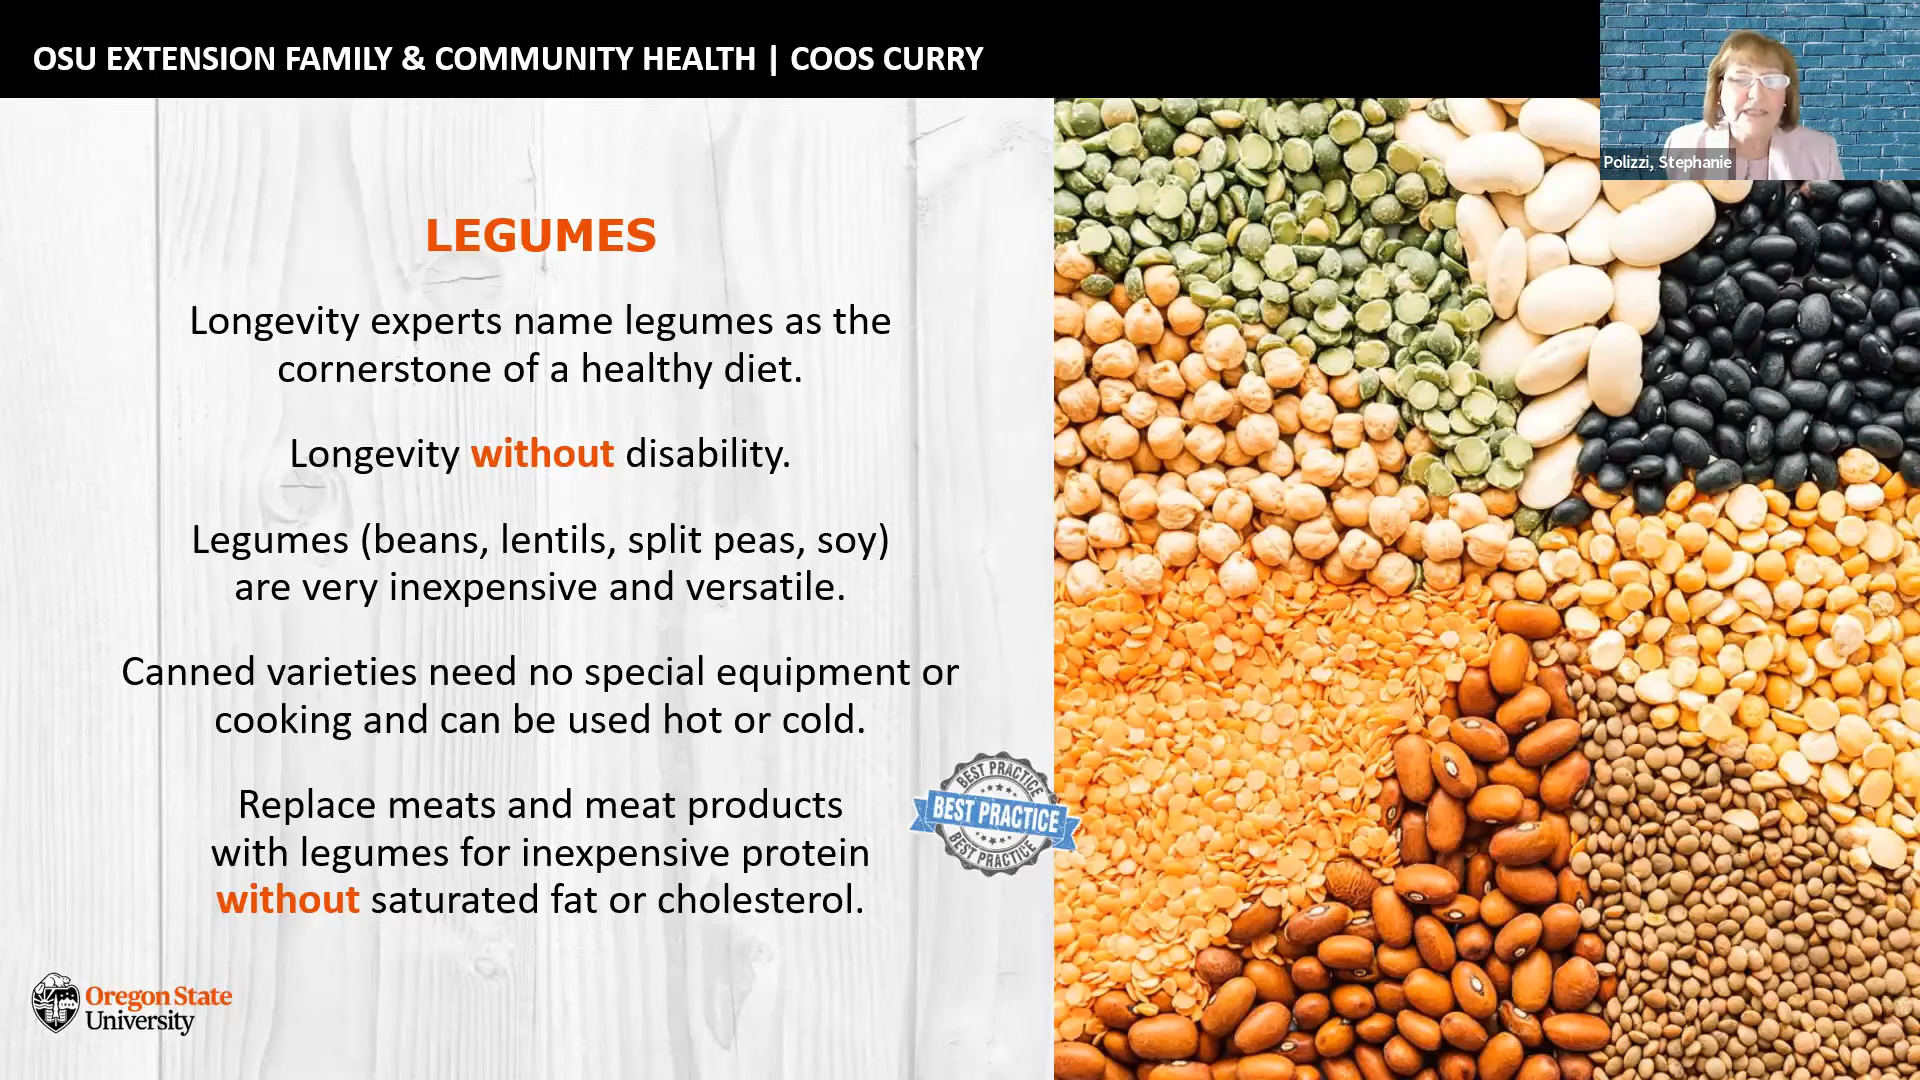 OSU EXTENSION FAMILY & COMMUNITY HEALTH | COOS CURRY
Polizzi, Stephanie
LEGUMES
Longevity experts name legumes as the
cornerstone of a healthy diet.
Longevity without disability.
Legumes (beans, lentils, split peas, soy)
are very inexpensive and versatile.
Canned varieties need no special equipment or
cooking and can be used hot or cold.
Replace meats and meat products
with legumes for inexpensive protein
without saturated fat or cholesterol.
BEST PRACTICE
BEST PRACTICE
BEST PRACTICE
Oregon State
University